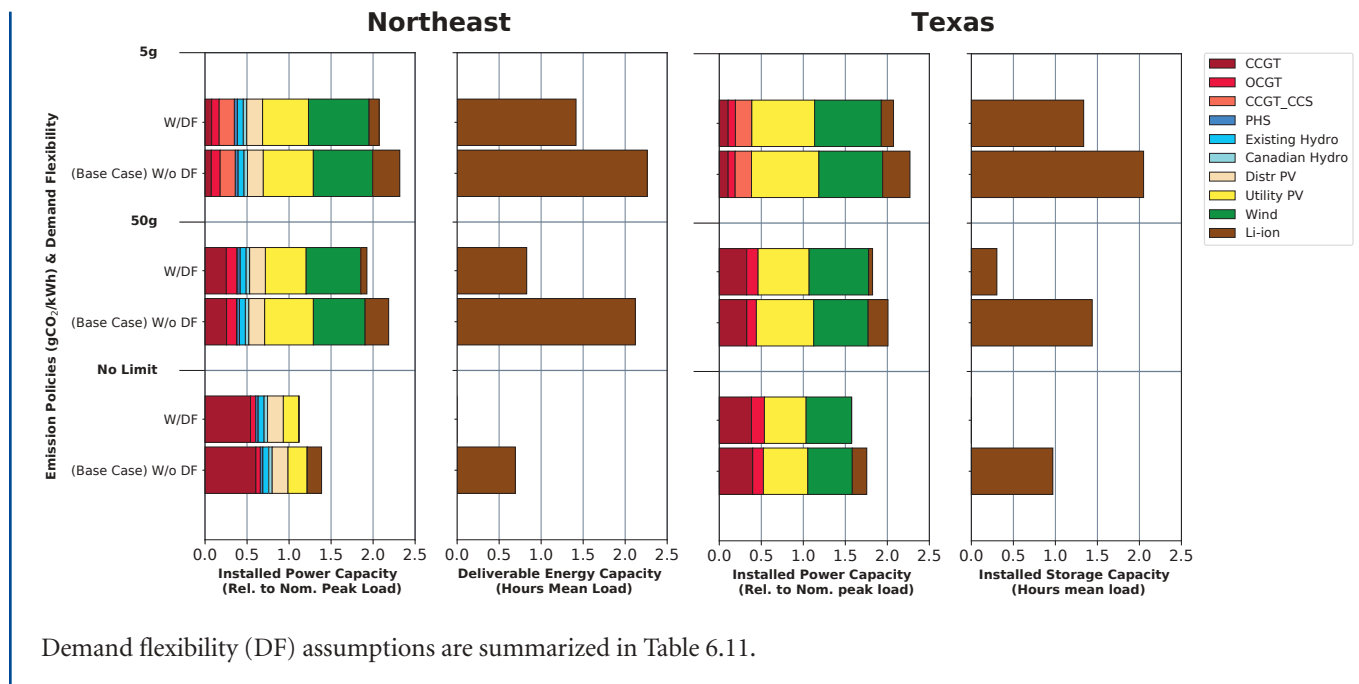 Northeast
Texas
Emission Policies (gCO₂/kWh) & Demand Flexibility
5g
W/DF
(Base Case) W/o DF
50g
W/DF
(Base Case) W/o DF
No Limit
W/DF
(Base Case) W/o DF
0.0 0.5 1.0 1.5 2.0 2.5
Installed Power Capacity
(Rel. to Nom. Peak Load)
0.0 0.5 1.0 1.5 2.0 2.5
Deliverable Energy Capacity
(Hours Mean Load)
0.0 0.5 1.0 1.5 2.0 2.5
Installed Power Capacity
(Rel. to Nom. peak load)
0.0 0.5 1.0 1.5 2.0 2.5
Installed Storage Capacity
(Hours mean load)
CCGT
OCGT
CCGT_CCS
PHS
Existing Hydro
Canadian Hydro
Distr PV
Utility PV
Wind
Li-ion
Demand flexibility (DF) assumptions are summarized in Table 6.11.